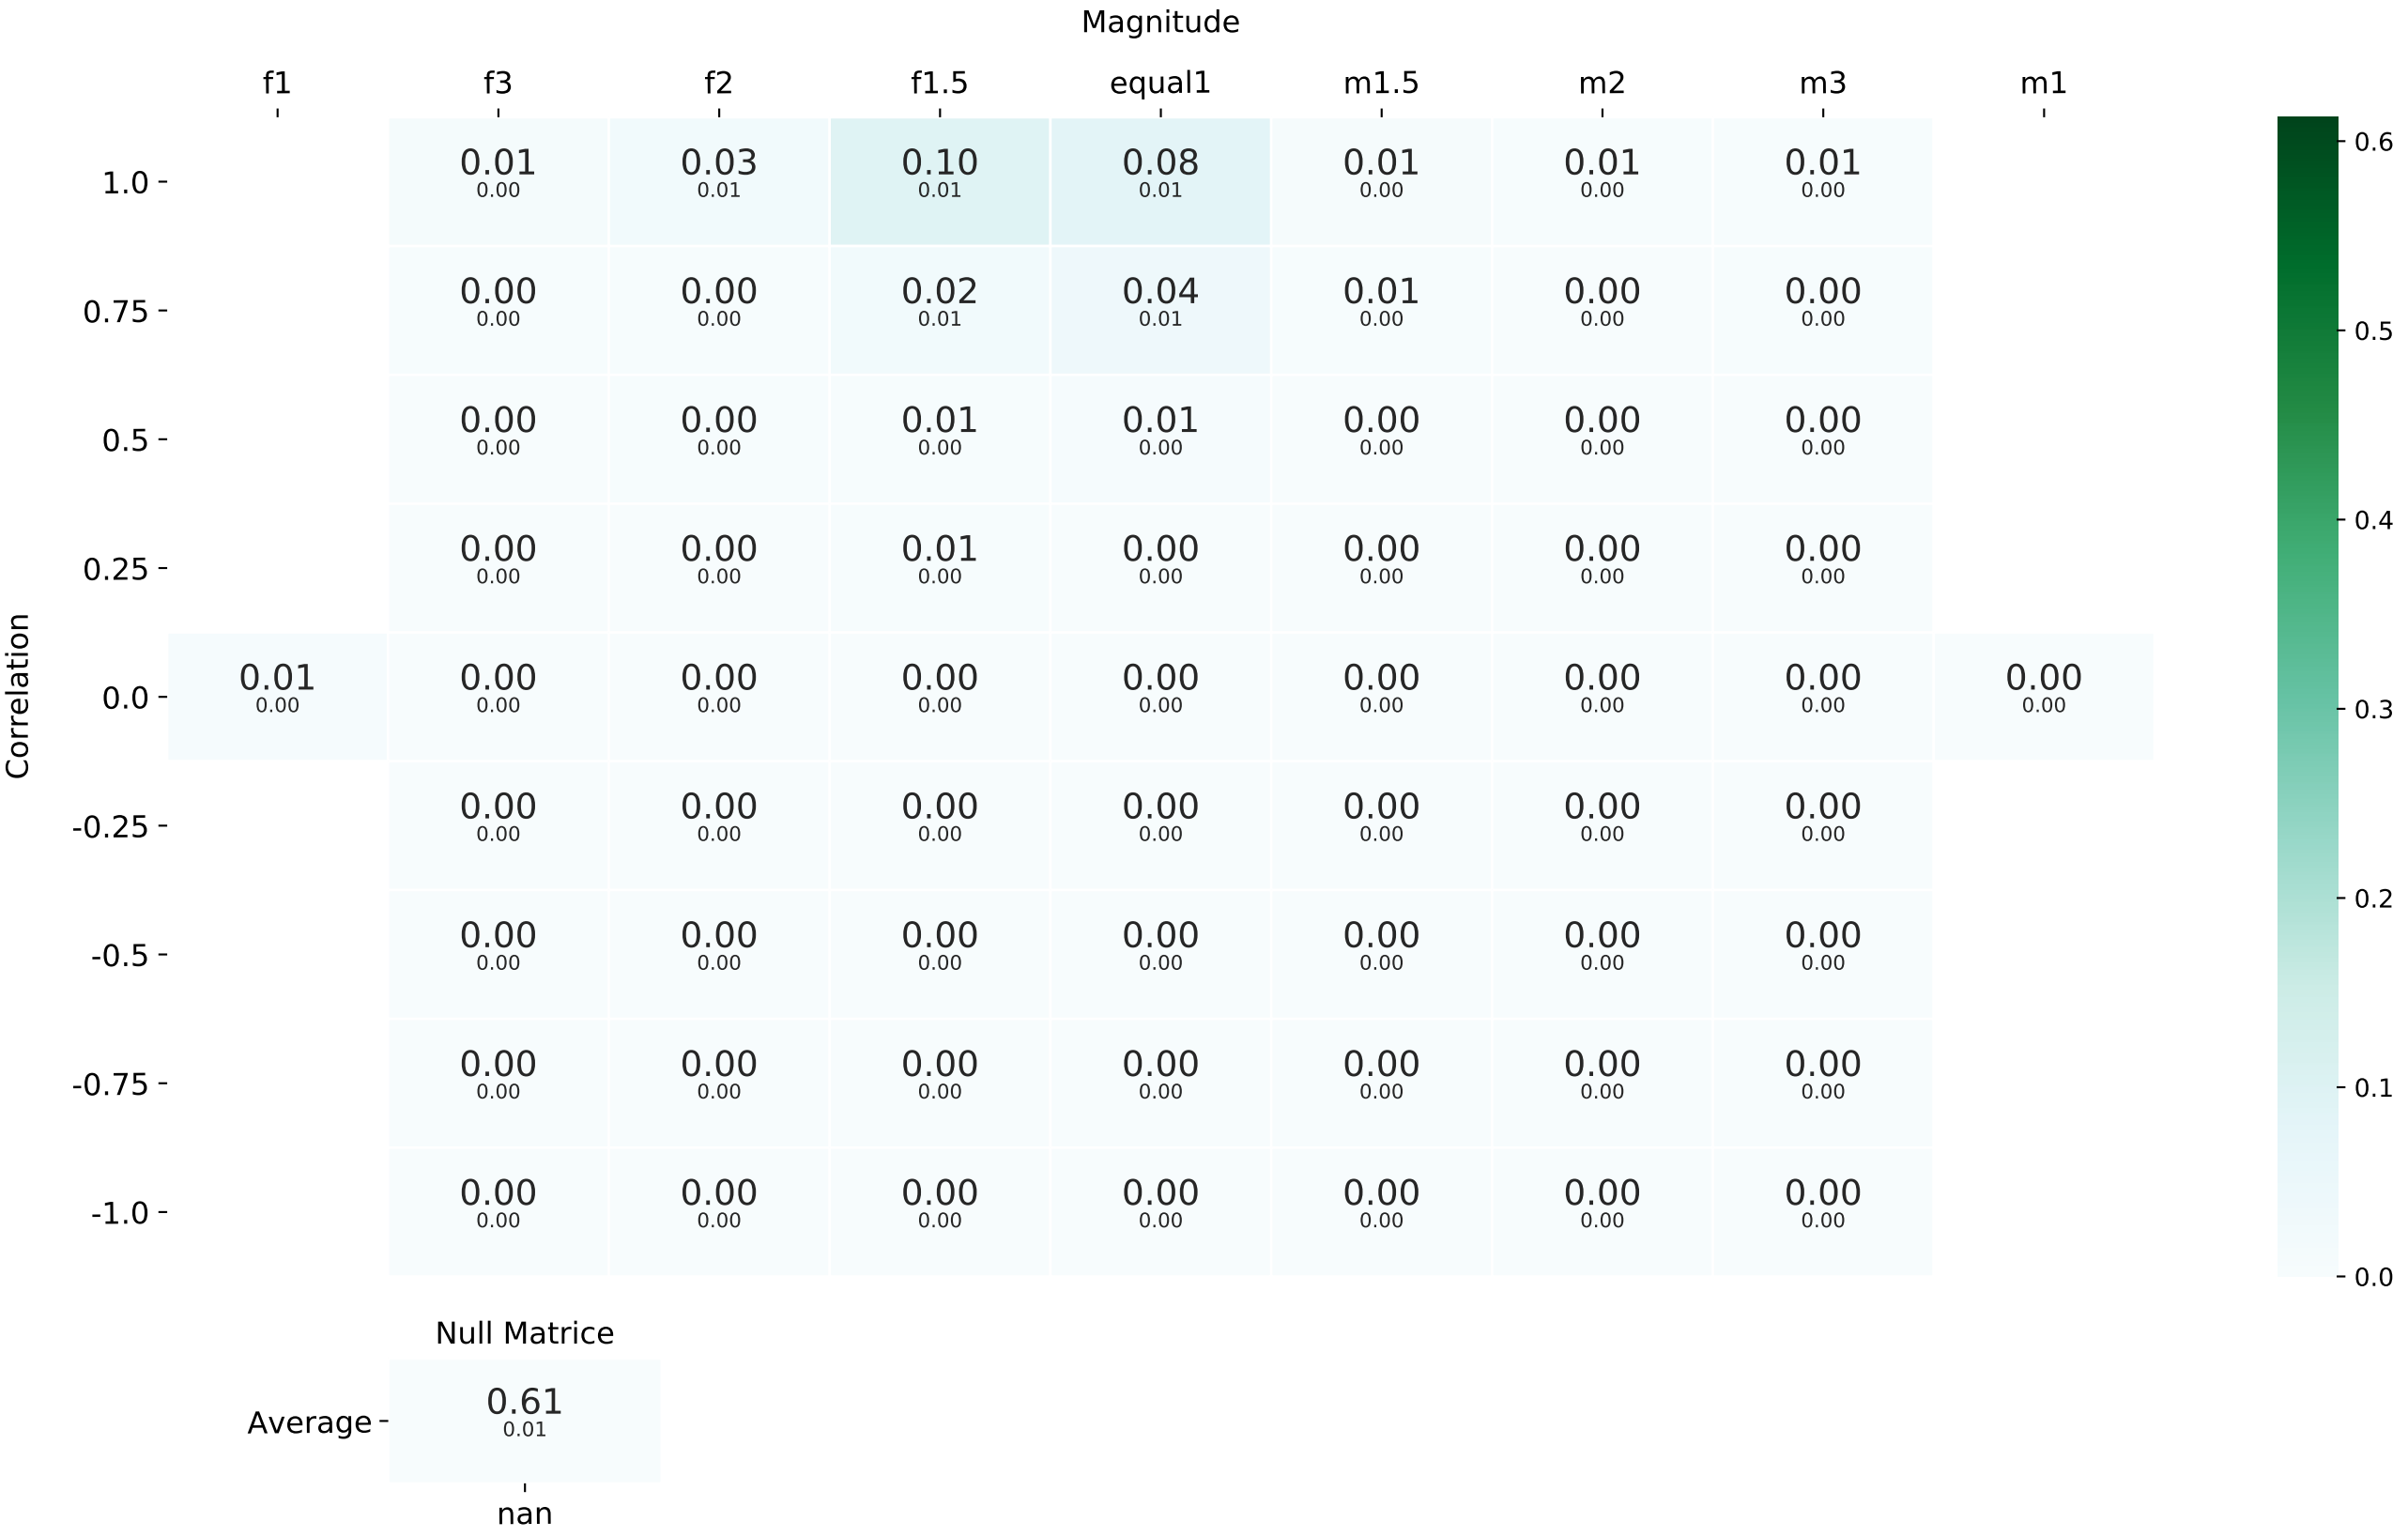 Magnitude
f1 f3 f2 f1.5 equal1 m1.5 m2 m3 m1
1.0 0.01 0.03 0.10 0.08 0.01 0.01 0.01
0.00 0.01 0.01 0.01 0.00 0.00 0.00
0.75 0.00 0.00 0.02 0.04 0.01 0.00 0.00
0.00 0.00 0.01 0.01 0.00 0.00 0.00
0.5 0.00 0.00 0.01 0.01 0.00 0.00 0.00
0.00 0.00 0.00 0.00 0.00 0.00 0.00
0.25 0.00 0.00 0.01 0.00 0.00 0.00 0.00
0.00 0.00 0.00 0.00 0.00 0.00 0.00
0.0 0.01 0.00 0.00 0.00 0.00 0.00 0.00 0.00 0.00
0.00 0.00 0.00 0.00 0.00 0.00 0.00 0.00 0.00
-0.25 0.00 0.00 0.00 0.00 0.00 0.00 0.00
0.00 0.00 0.00 0.00 0.00 0.00 0.00
-0.5 0.00 0.00 0.00 0.00 0.00 0.00 0.00
0.00 0.00 0.00 0.00 0.00 0.00 0.00
-0.75 0.00 0.00 0.00 0.00 0.00 0.00 0.00
0.00 0.00 0.00 0.00 0.00 0.00 0.00
-1.0 0.00 0.00 0.00 0.00 0.00 0.00 0.00
0.00 0.00 0.00 0.00 0.00 0.00 0.00
Correlation
0.6
0.5
0.4
0.3
0.2
0.1
0.0
Null Matrice
Average 0.61
0.01
nan